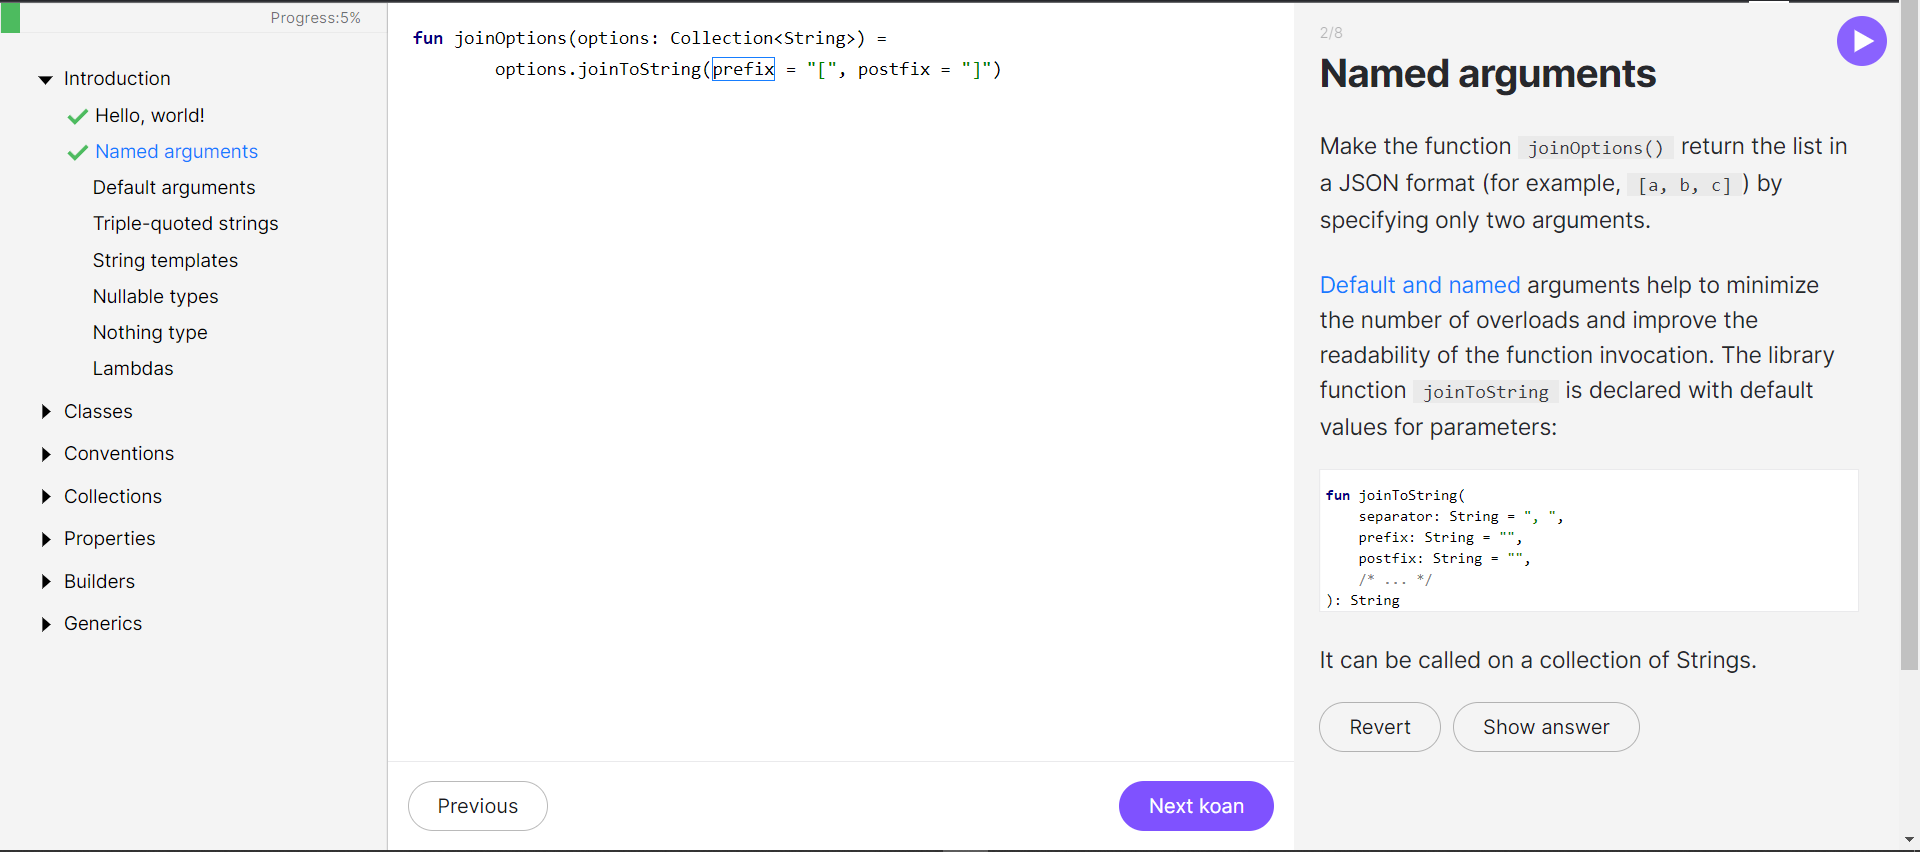 Progress:5%
Introduction
Hello, world!
Named arguments
Default arguments
Triple-quoted strings
String templates
Nullable types
Nothing type
Lambdas
Classes
Conventions
Collections
Properties
Builders
Generics
fun joinOptions(options: Collection<String>) =
options.joinToString(prefix = "[", postfix = "]")
Previous
Next koan
2/8
Named arguments
Make the function joinOptions() return the list in
a JSON format (for example, [a, b, c] ) by
specifying only two arguments.
Default and named arguments help to minimize
the number of overloads and improve the
readability of the function invocation. The library
function joinToString is declared with default
values for parameters:
fun joinToString(
separator: String = ", ",
prefix: String = "",
postfix: String = "",
/* ... */
): String
It can be called on a collection of Strings.
Revert
Show answer